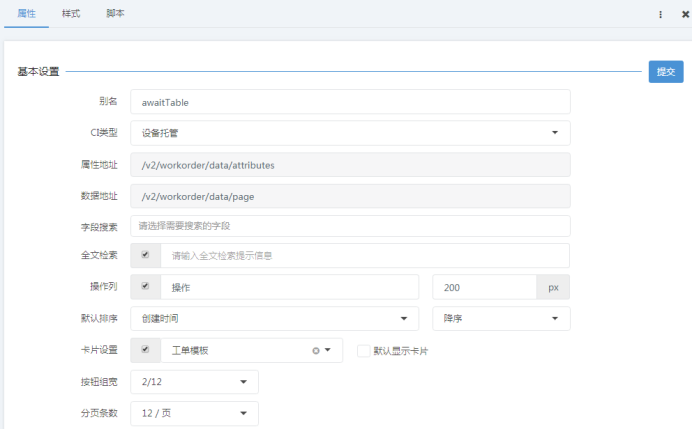 属性 样式 脚本
基本设置 提交
别名 awaitTable
CI类型 设备托管
属性地址 /v2/workorder/data/attributes
数据地址 /v2/workorder/data/page
字段搜素 请选择需要搜素的字段
全文检素 请输入全文检素提示信息
操作列 操作 200 px
默认排序 创建时间 降序
卡片设置 工单模板 默认显示卡片
按钮组宽 2/12
分页条数 12 / 页